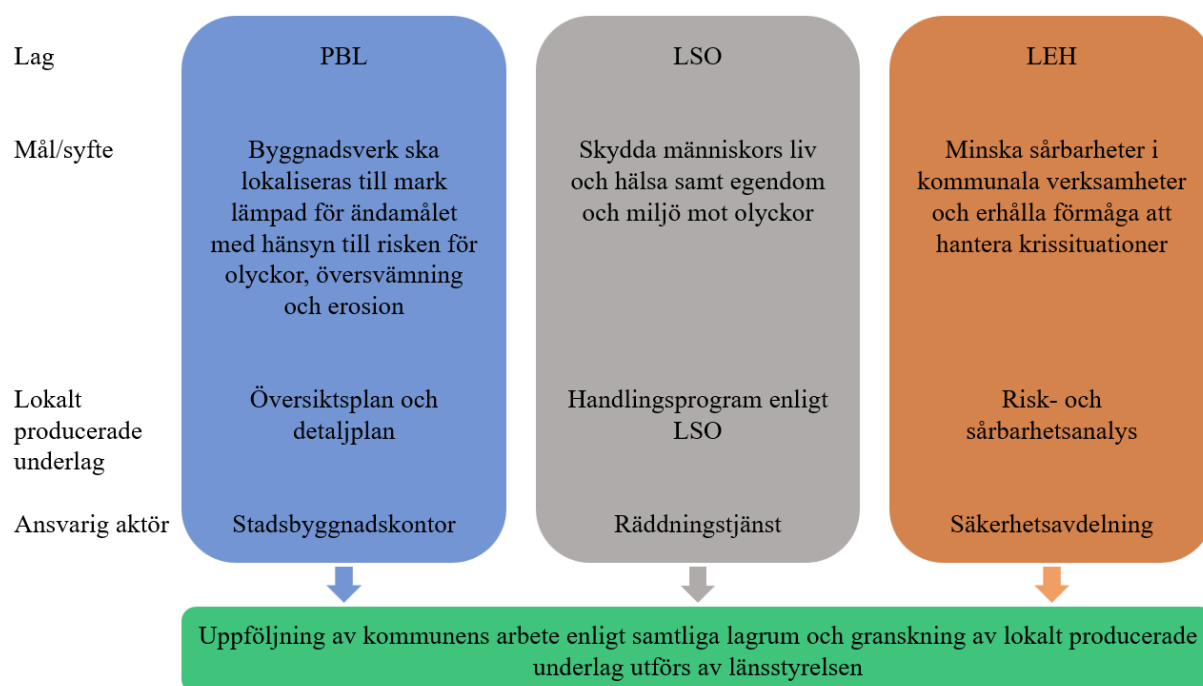 Lag
PBL
LSO
LEH
Mål/syfte
Byggnadsverk ska
lokaliseras till mark
lämpad för ändamålet
med hänsyn till risken för
olyckor, översvämning
och erosion
Skydda människors liv
och hälsa samt egendom
och miljö mot olyckor
Minska sårbarheter i
kommunala verksamheter
och erhålla förmåga att
hantera krissituationer
Lokalt
producerade
underlag
Översiktsplan och
detaljplan
Handlingsprogram enligt
LSO
Risk- och
sårbarhetsanalys
Ansvarig aktör
Stadsbyggnadskontor
Räddningstjänst
Säkerhetsavdelning
Uppföljning av kommunens arbete enligt samtliga lagrum och granskning av lokalt producerade
underlag utförs av länsstyrelsen